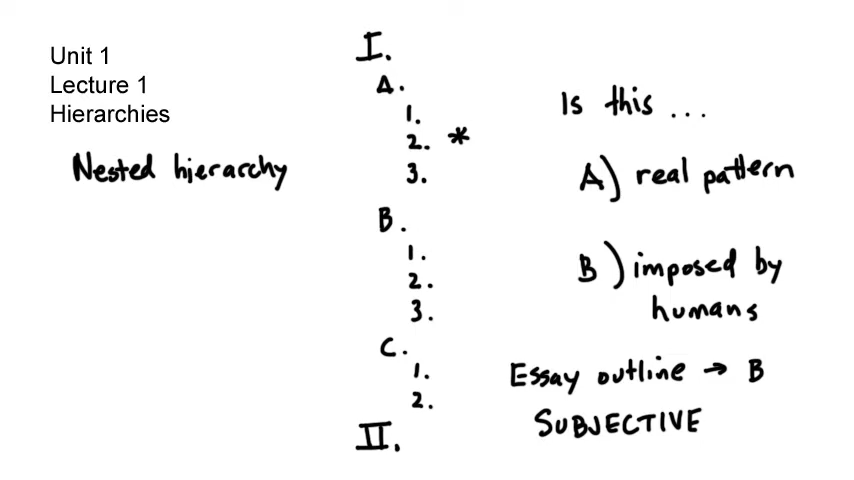 Unit 1
Lecture 1
Hierarchies
Nested hierarchy
I.
A.
1.
2. *
3.
B.
1.
2.
3.
C.
1.
2.
II.
Is this ...
A) real pattern
B) imposed by
humans
Essay outline → B
SUBJECTIVE